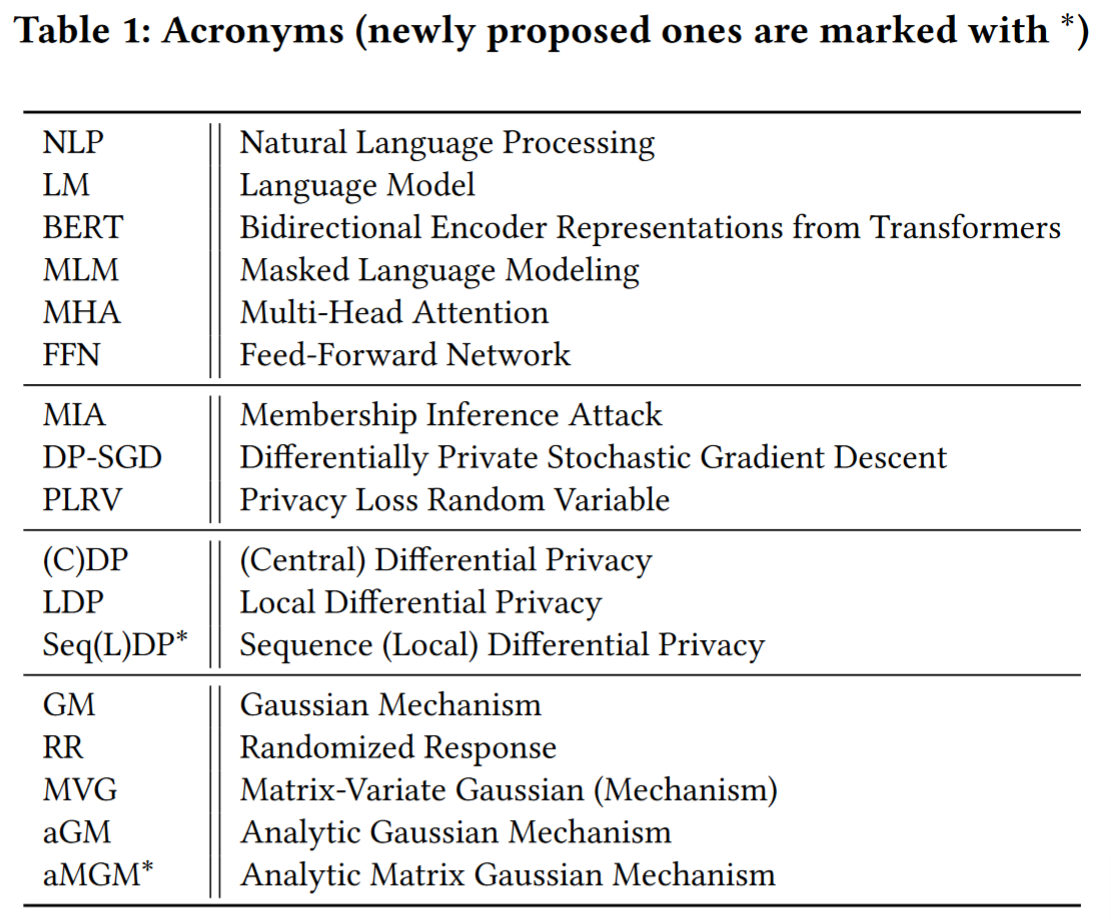 Table 1: Acronyms (newly proposed ones are marked with *)
NLP Natural Language Processing
LM Language Model
BERT Bidirectional Encoder Representations from Transformers
MLM Masked Language Modeling
MHA Multi-Head Attention
FFN Feed-Forward Network
MIA Membership Inference Attack
DP-SGD Differentially Private Stochastic Gradient Descent
PLRV Privacy Loss Random Variable
(C)DP (Central) Differential Privacy
LDP Local Differential Privacy
Seq(L)DP* Sequence (Local) Differential Privacy
GM Gaussian Mechanism
RR Randomized Response
MVG Matrix-Variate Gaussian (Mechanism)
aGM Analytic Gaussian Mechanism
aMGM* Analytic Matrix Gaussian Mechanism